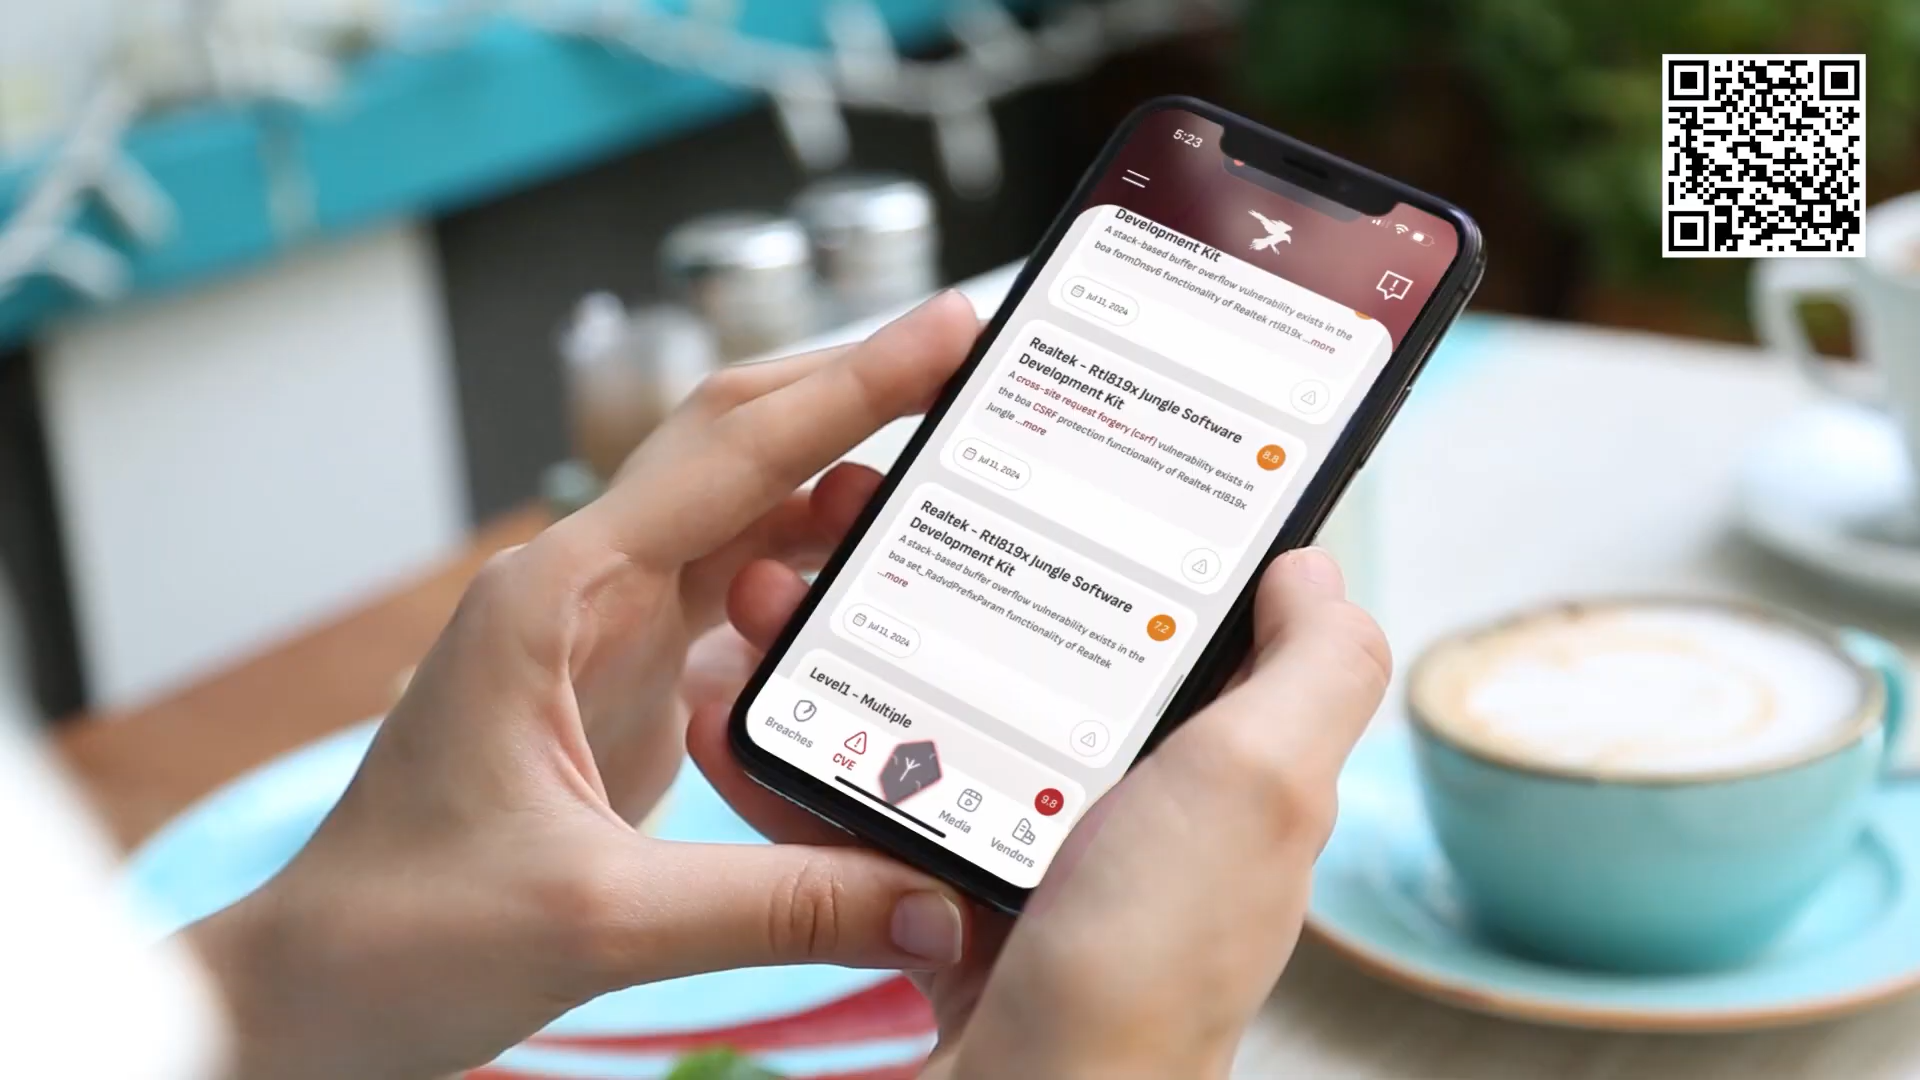 5:23
Development Kit
A stack-based buffer overflow vulnerability exists in the
boa formDnsv6 functionality of Realtek rtl819x ...more
Jul 11, 2024
Realtek - Rtl819x Jungle Software
Development Kit
8.8
A cross-site request forgery (csrf) vulnerability exists in
the boa CSRF protection functionality of Realtek rtl819x
Jungle ...more
Jul 11, 2024
Realtek - Rtl819x Jungle Software
Development Kit
7.2
A stack-based buffer overflow vulnerability exists in the
boa set_RadvdPrefixParam functionality of Realtek
...more
Jul 11, 2024
Level1 - Multiple
9.8
Breaches
CVE
Media
Vendors